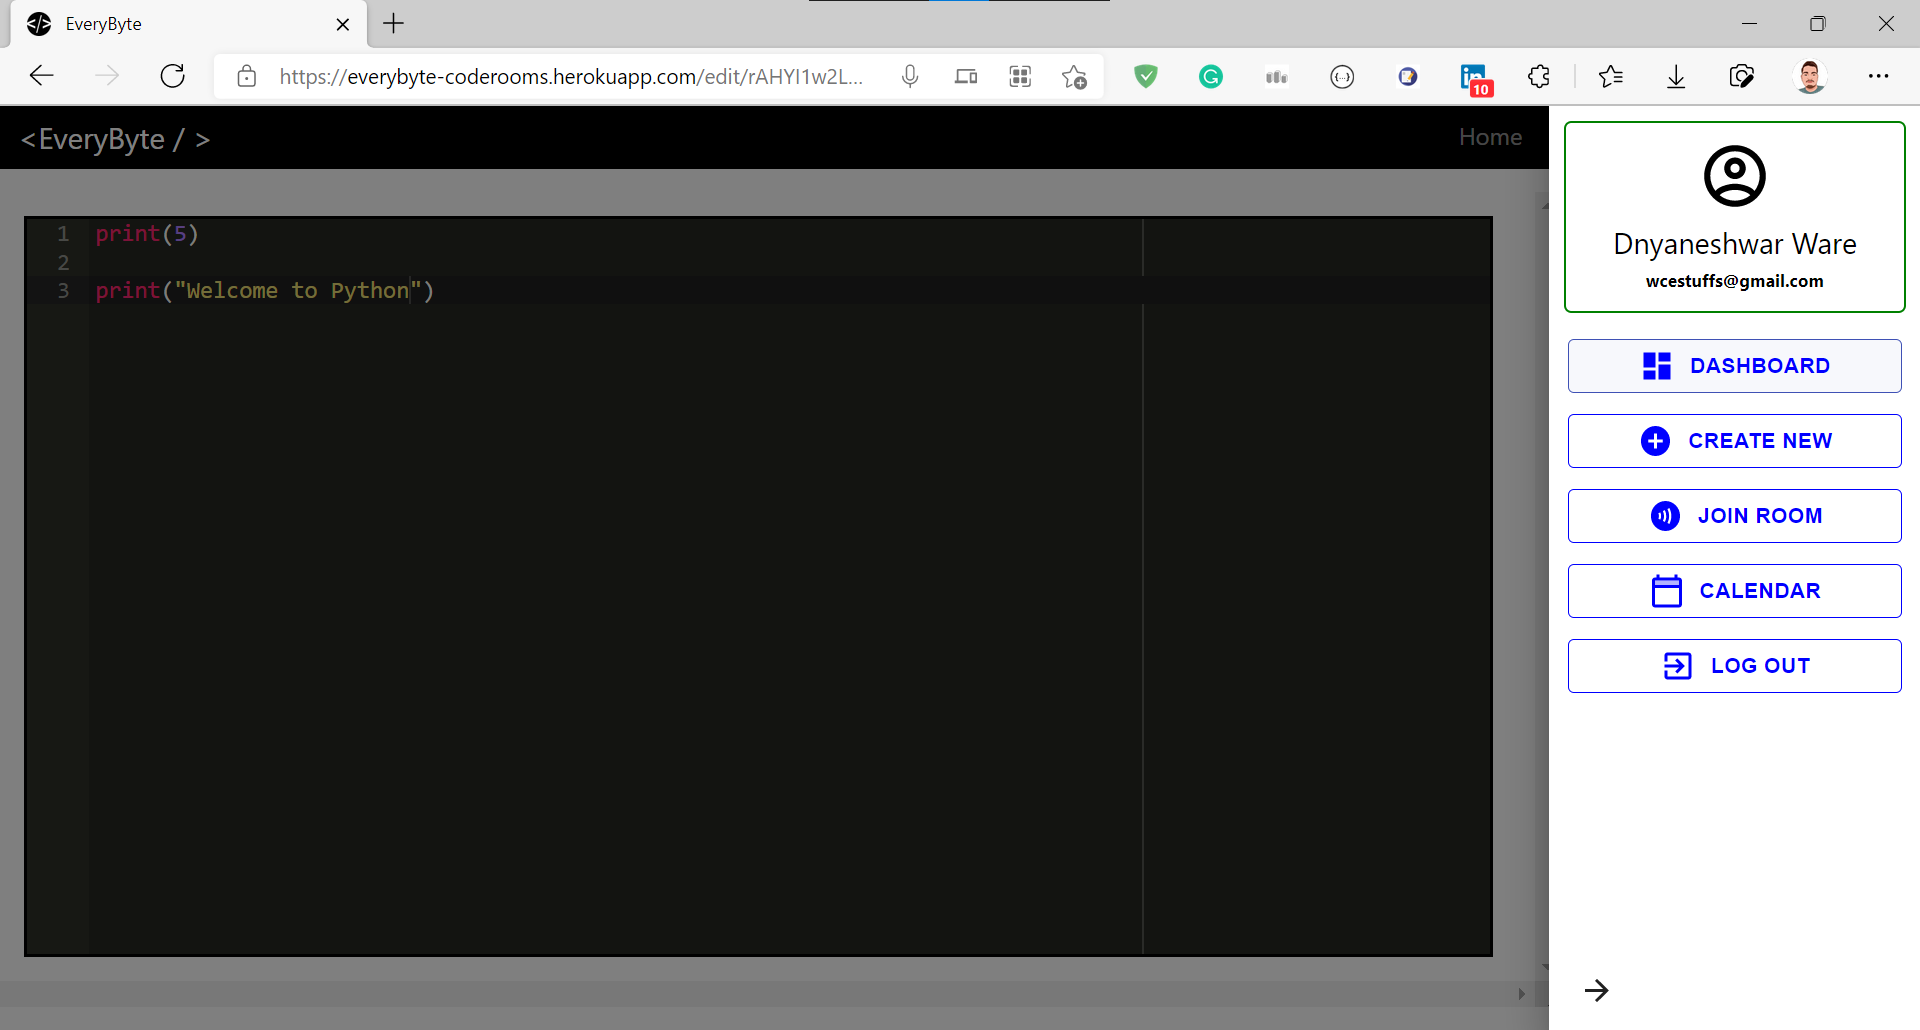 EveryByte
https://everybyte-coderooms.herokuapp.com/edit/rAHYI1w2L...
10
<EveryByte / >
Home
1 print(5)
2
3 print("Welcome to Python")
Dnyaneshwar Ware
wcestuffs@gmail.com
DASHBOARD
CREATE NEW
JOIN ROOM
CALENDAR
LOG OUT